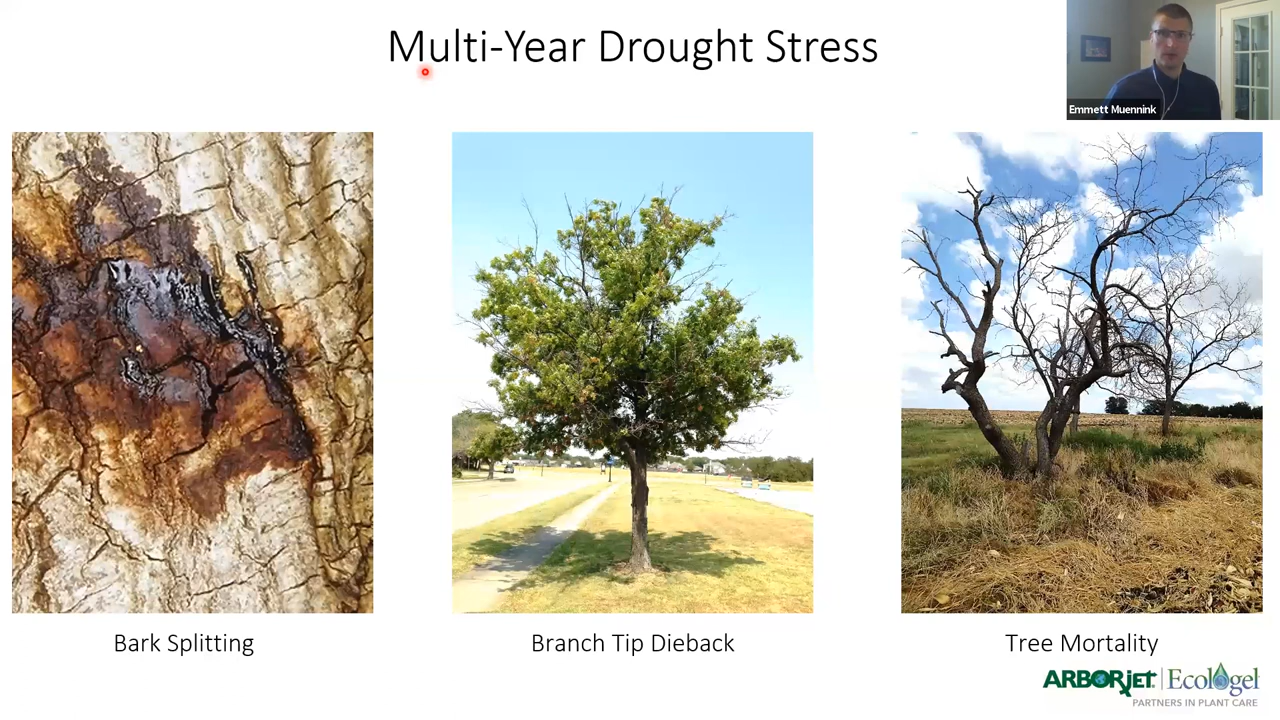 Multi-Year Drought Stress
Emmett Muennink
Bark Splitting
Branch Tip Dieback
Tree Mortality
ARBORjET | Ecologel
PARTNERS IN PLANT CARE